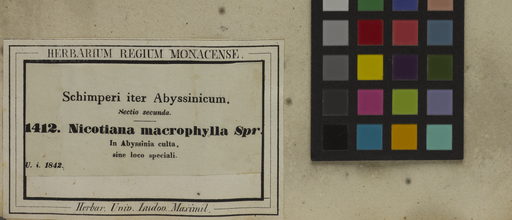 HERBARIUM REGIUM MONACENSE.
Schimperi iter Abyssinicum.
Sectio secunda.
1412. Nicotiana macrophylla Spr.
In Abyssinia culta,
sine loco speciali.
U. i. 1842.
Herbar. Univ. Ludov. Maximil.